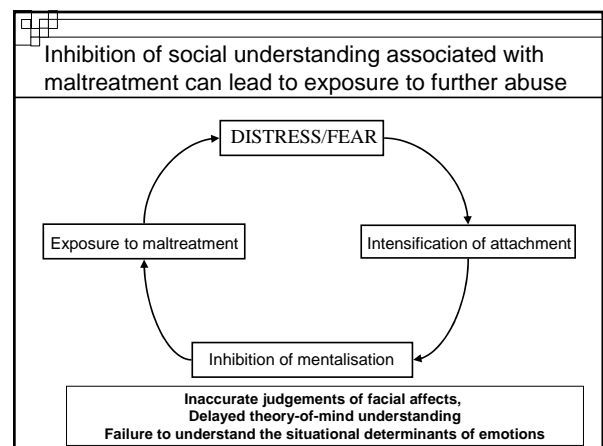 Inhibition of social understanding associated with
maltreatment can lead to exposure to further abuse
DISTRESS/FEAR
Exposure to maltreatment
Intensification of attachment
Inhibition of mentalisation
Inaccurate judgements of facial affects,
Delayed theory-of-mind understanding
Failure to understand the situational determinants of emotions